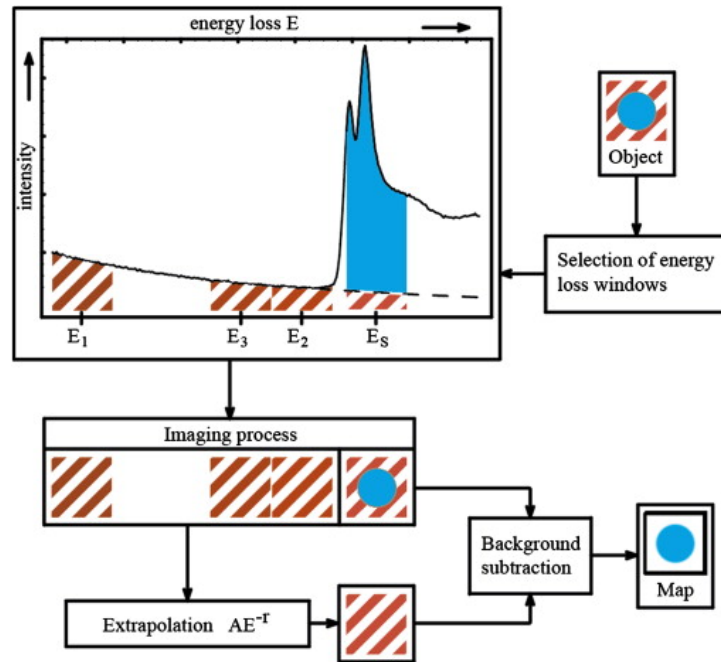 energy loss E
intensity
E₁
E₃
E₂
Eₛ
Object
Selection of energy
loss windows
Imaging process
Background
subtraction
Map
Extrapolation AE⁻ʳ